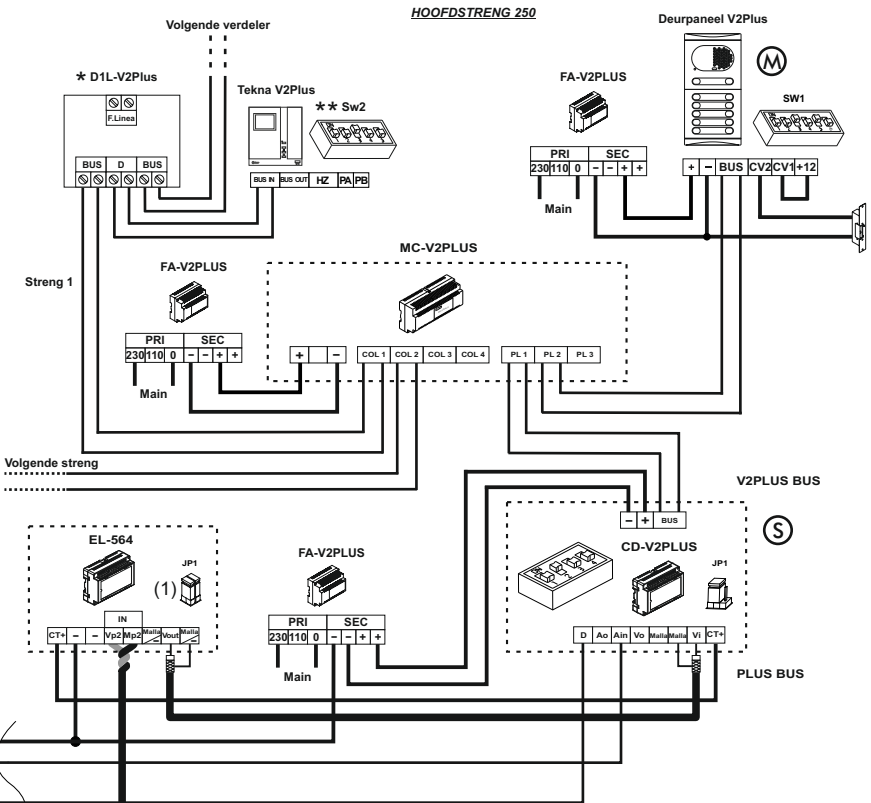 HOOFDSTRENG 250
Volgende verdeler
Deurpaneel V2Plus
M
* D1L-V2Plus
F.Linea
BUS D BUS
Tekna V2Plus
** Sw2
BUS IN BUS OUT HZ PA PB
FA-V2PLUS
PRI SEC
230 110 0 - - + +
Main
SW1
+ - BUS CV2 CV1 +12
Streng 1
MC-V2PLUS
FA-V2PLUS
PRI SEC
230 110 0 - - + +
Main
+ -
COL 1 COL 2 COL 3 COL 4
PL 1 PL 2 PL 3
Volgende streng
V2PLUS BUS
S
- + BUS
CD-V2PLUS
JP1
D Ao Ain Vo Malla Malla Vi CT+
PLUS BUS
EL-564
(1)
JP1
IN
CT+ - - Vp2 Mp2 Malla/- Vout Malla/-
FA-V2PLUS
PRI SEC
230 110 0 - - + +
Main